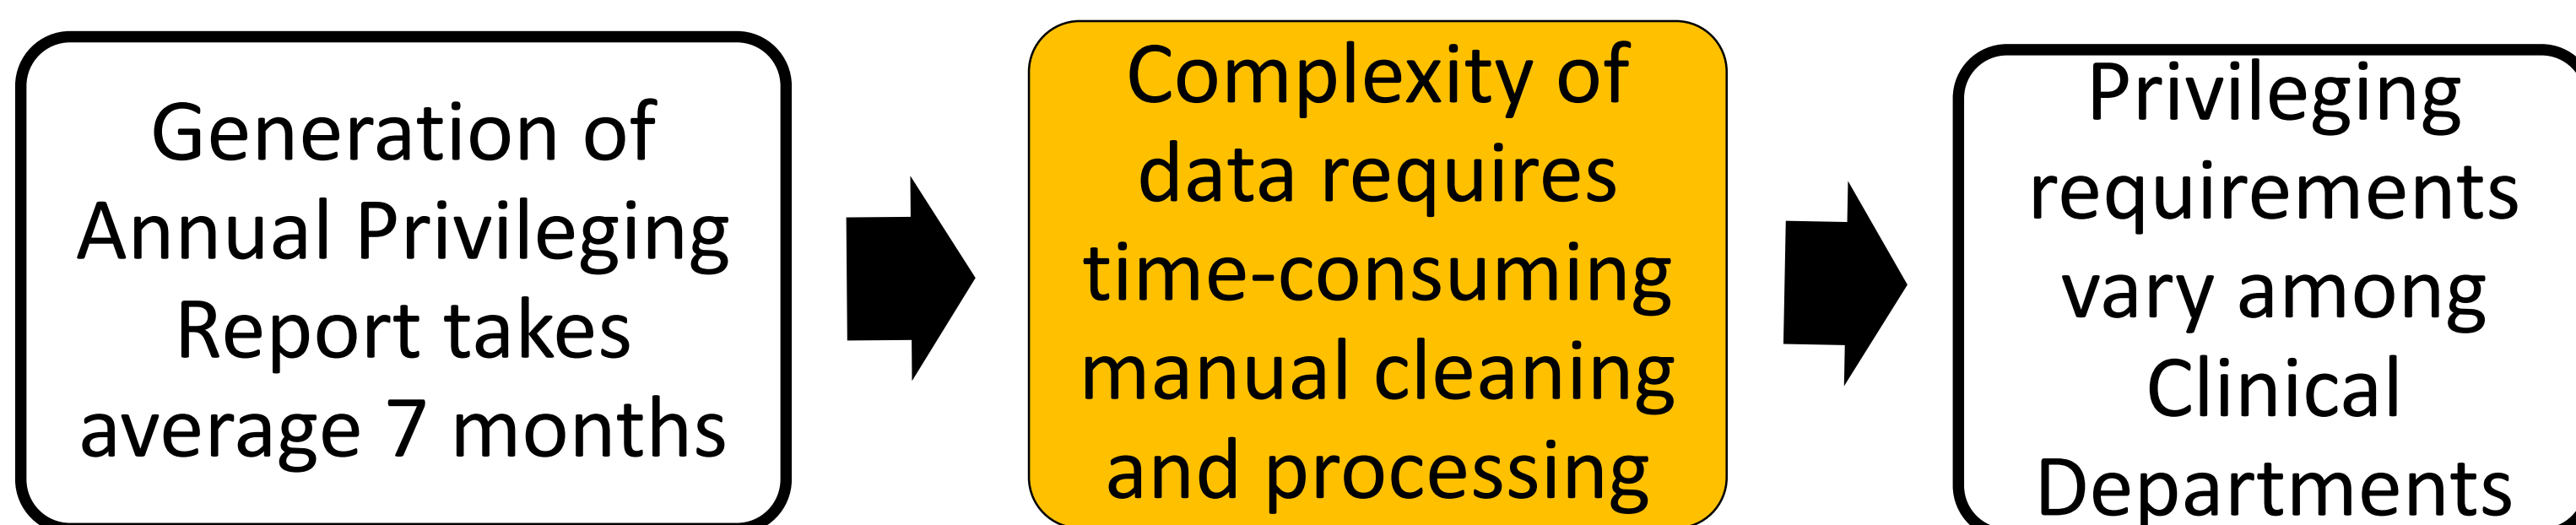 Generation of
Annual Privileging
Report takes
average 7 months
Complexity of
data requires
time-consuming
manual cleaning
and processing
Privileging
requirements
vary among
Clinical
Departments